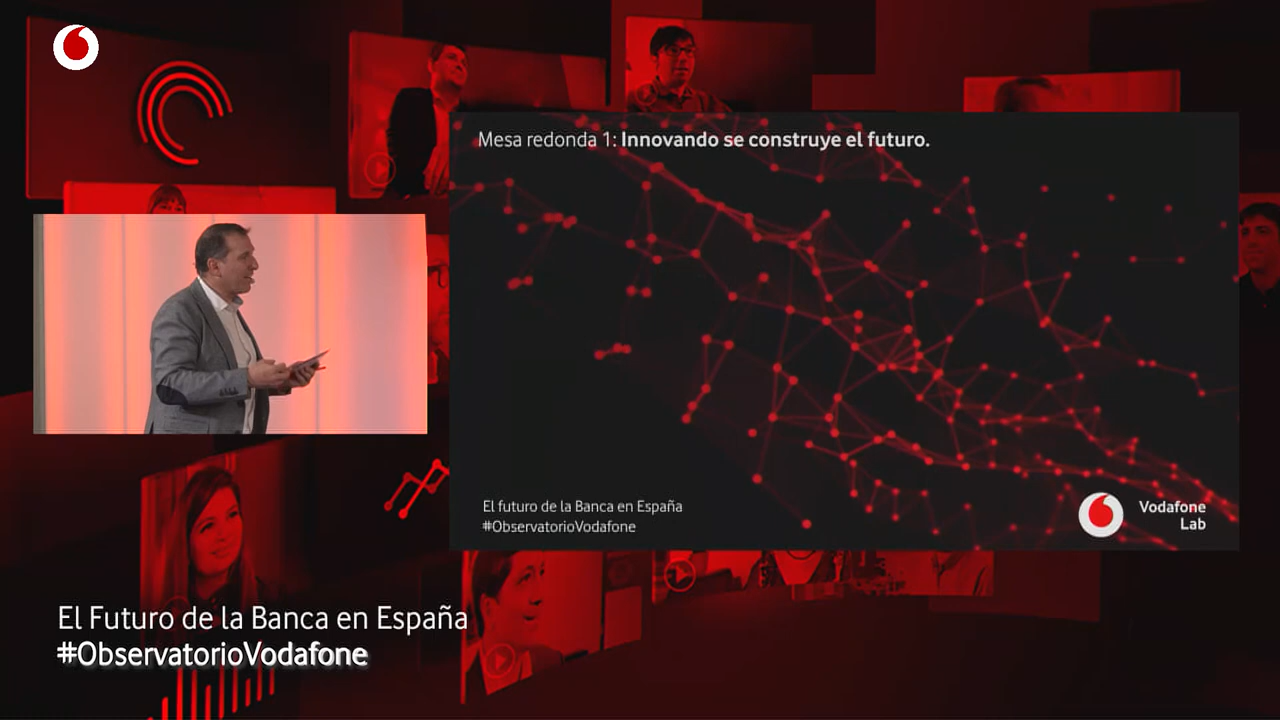 Mesa redonda 1: Innovando se construye el futuro.
El futuro de la Banca en España
#ObservatorioVodafone
Vodafone
Lab
El Futuro de la Banca en España
#ObservatorioVodafone